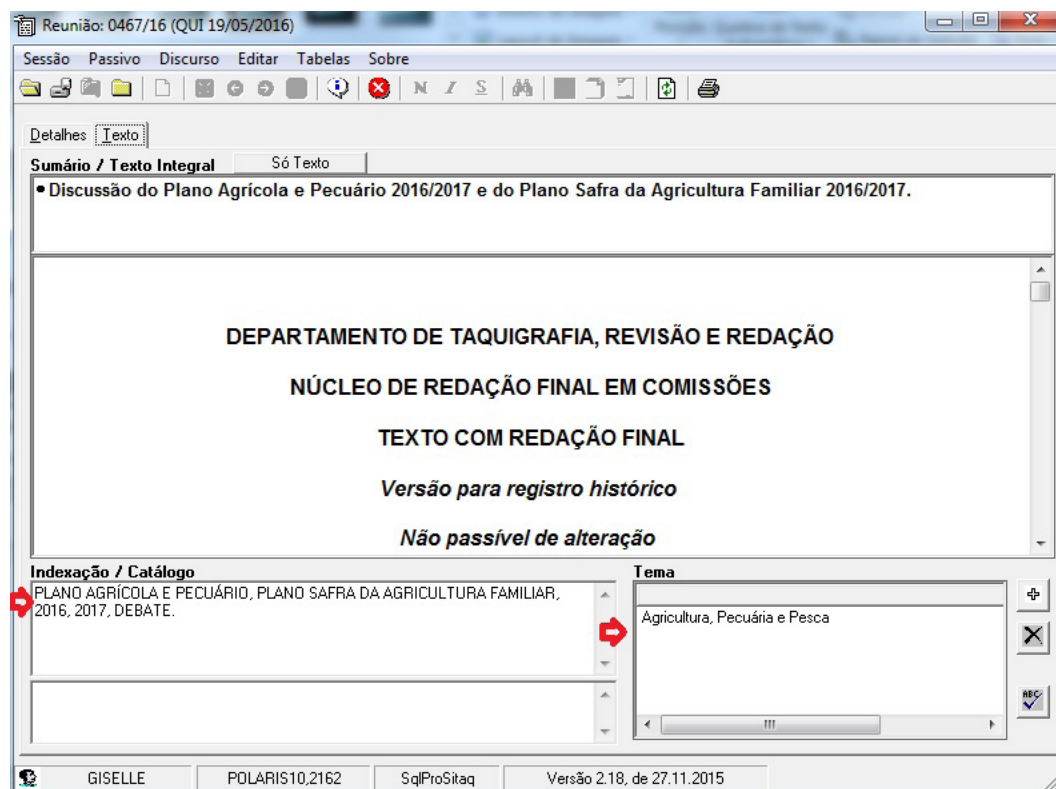 Reunião: 0467/16 (QUI 19/05/2016)
Sessão Passivo Discurso Editar Tabelas Sobre
N I S
Detalhes Texto
Sumário / Texto Integral Só Texto
• Discussão do Plano Agrícola e Pecuário 2016/2017 e do Plano Safra da Agricultura Familiar 2016/2017.
DEPARTAMENTO DE TAQUIGRAFIA, REVISÃO E REDAÇÃO
NÚCLEO DE REDAÇÃO FINAL EM COMISSÕES
TEXTO COM REDAÇÃO FINAL
Versão para registro histórico
Não passível de alteração
Indexação / Catálogo
PLANO AGRÍCOLA E PECUÁRIO, PLANO SAFRA DA AGRICULTURA FAMILIAR,
2016, 2017, DEBATE.
Tema
Agricultura, Pecuária e Pesca
ABC
GISELLE POLARIS10,2162 SqlProSitaq Versão 2.18, de 27.11.2015